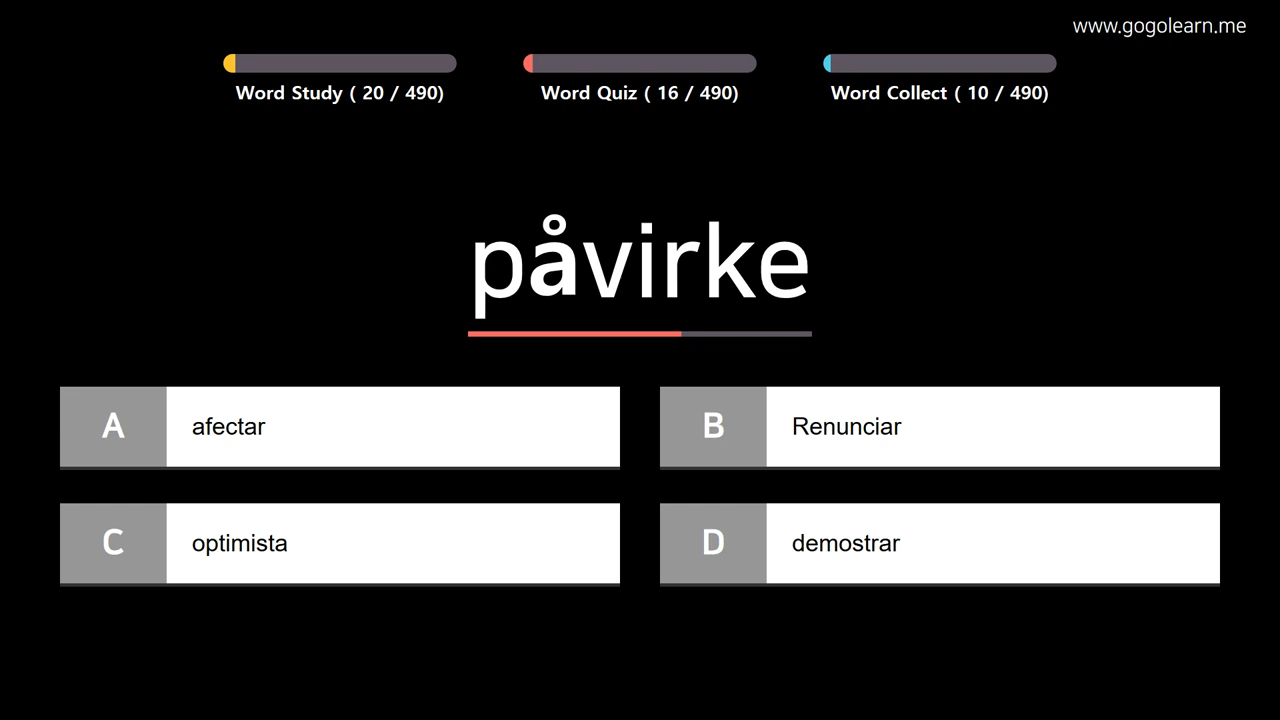 www.gogolearn.me
Word Study ( 20 / 490)
Word Quiz ( 16 / 490)
Word Collect ( 10 / 490)
påvirke
A afectar
B Renunciar
C optimista
D demostrar